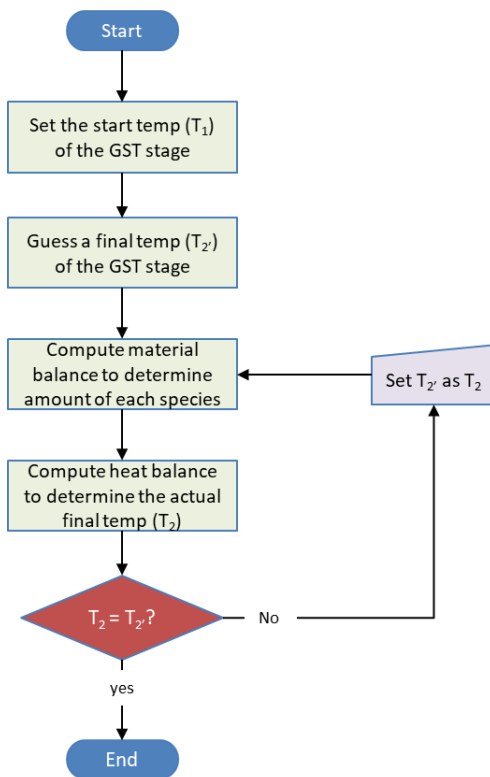 Start
Set the start temp (T₁)
of the GST stage
Guess a final temp (T₂′)
of the GST stage
Compute material
balance to determine
amount of each species
Set T₂′ as T₂
Compute heat balance
to determine the actual
final temp (T₂)
T₂ = T₂′?
No
yes
End